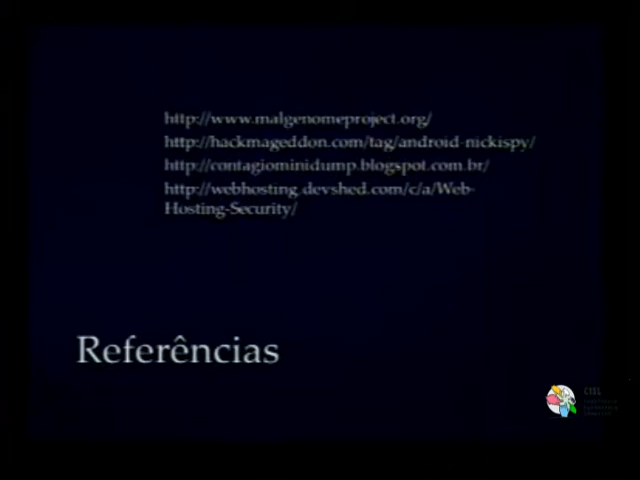 http://www.malgenomeproject.org/
http://hackmageddon.com/tag/android-nickispy/
http://contagiominidump.blogspot.com.br/
http://webhosting.devshed.com/c/a/Web-
Hosting-Security/
Referências